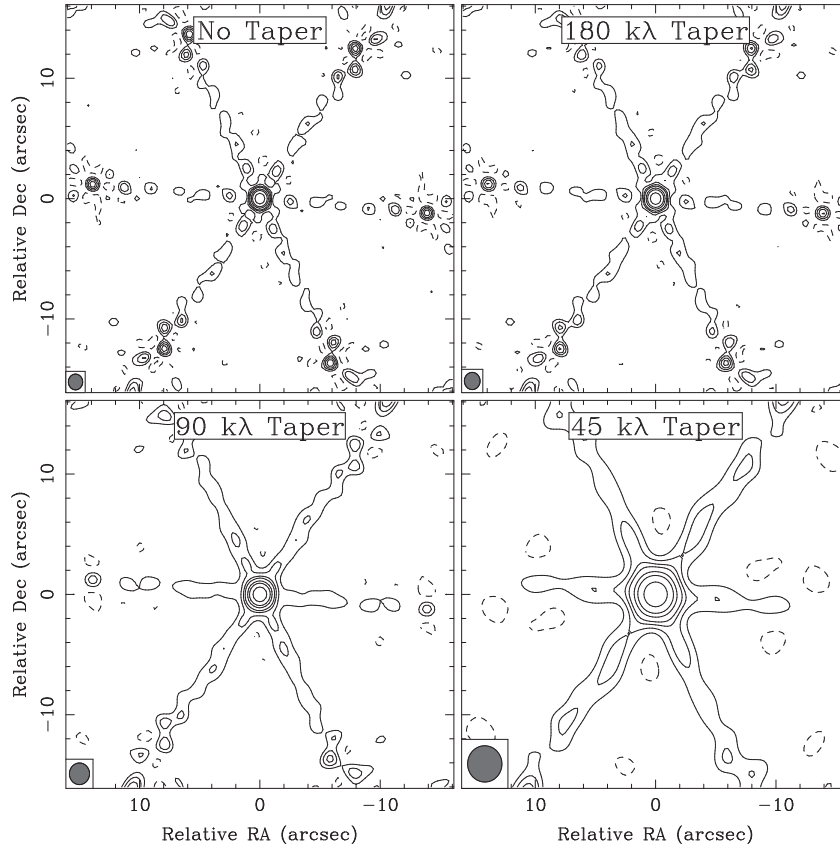 No Taper
180 kλ Taper
Relative Dec (arcsec)
10
0
−10
90 kλ Taper
45 kλ Taper
Relative Dec (arcsec)
10
0
−10
10
0
−10
10
0
−10
Relative RA (arcsec)
Relative RA (arcsec)